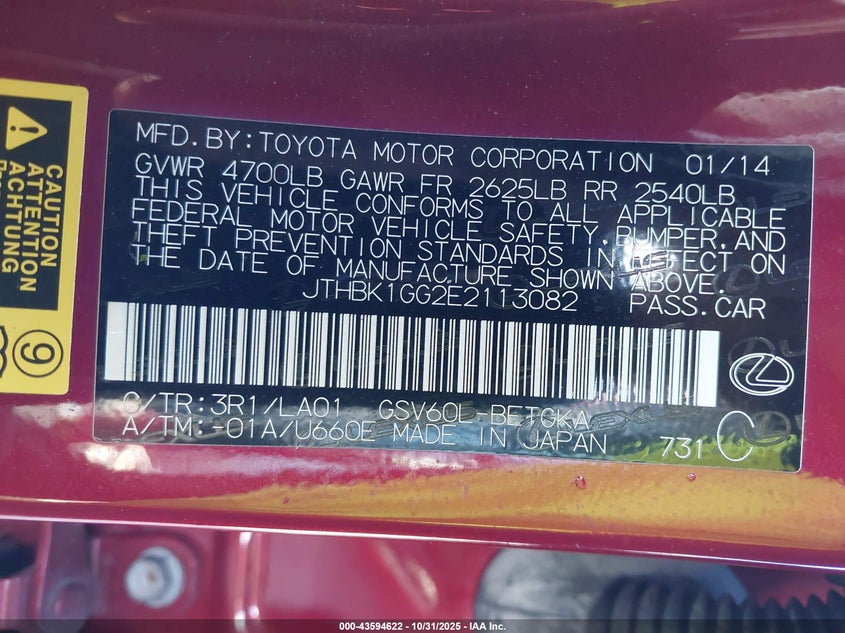 CAUTION
ATTENTION
ACHTUNG
9
MFD.BY:TOYOTA MOTOR CORPORATION 01/14
GVWR 4700LB GAWR FR 2625LB RR 2540LB
THIS VEHICLE CONFORMS TO ALL APPLICABLE
FEDERAL MOTOR VEHICLE SAFETY,BUMPER,AND
THEFT PREVENTION STANDARDS IN EFFECT ON
THE DATE OF MANUFACTURE SHOWN ABOVE.
JTHBK1GG2E2113082 PASS.CAR
C/TR:3R1/LA01 GSV60L-BETGKA
A/TM:-01A/U660E MADE IN JAPAN 731 C
000-43594622 - 10/31/2025 - IAA Inc.